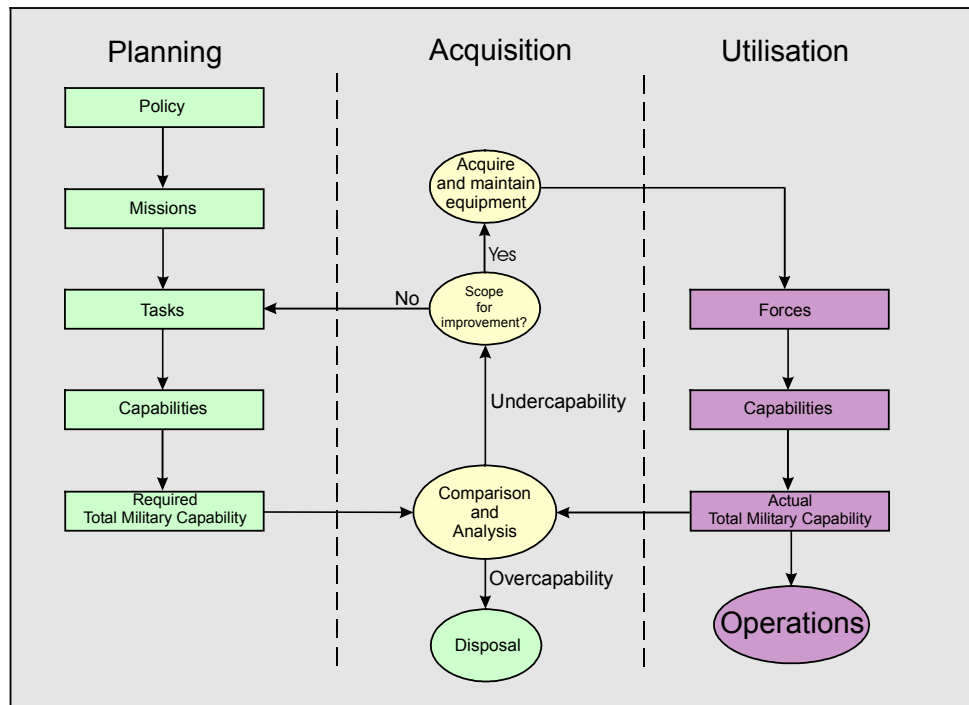 Planning
Acquisition
Utilisation
Policy
Missions
Tasks
Capabilities
Required
Total Military Capability
Acquire
and maintain
equipment
Yes
No
Scope
for
improvement?
Undercapability
Comparison
and
Analysis
Overcapability
Disposal
Forces
Capabilities
Actual
Total Military Capability
Operations